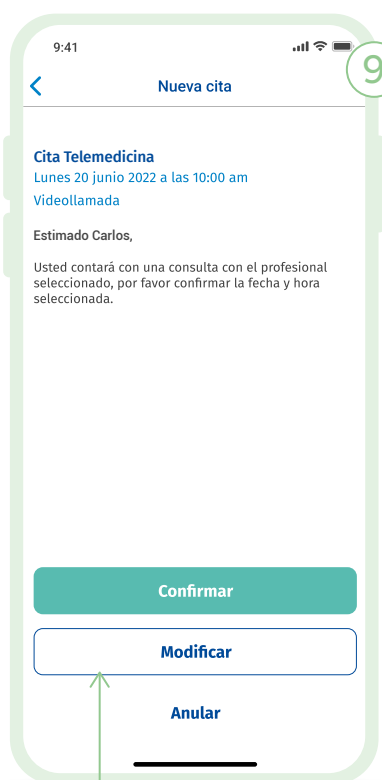 9:41
9
Nueva cita
Cita Telemedicina
Lunes 20 junio 2022 a las 10:00 am
Videollamada
Estimado Carlos,
Usted contará con una consulta con el profesional
seleccionado, por favor confirmar la fecha y hora
seleccionada.
Confirmar
Modificar
Anular